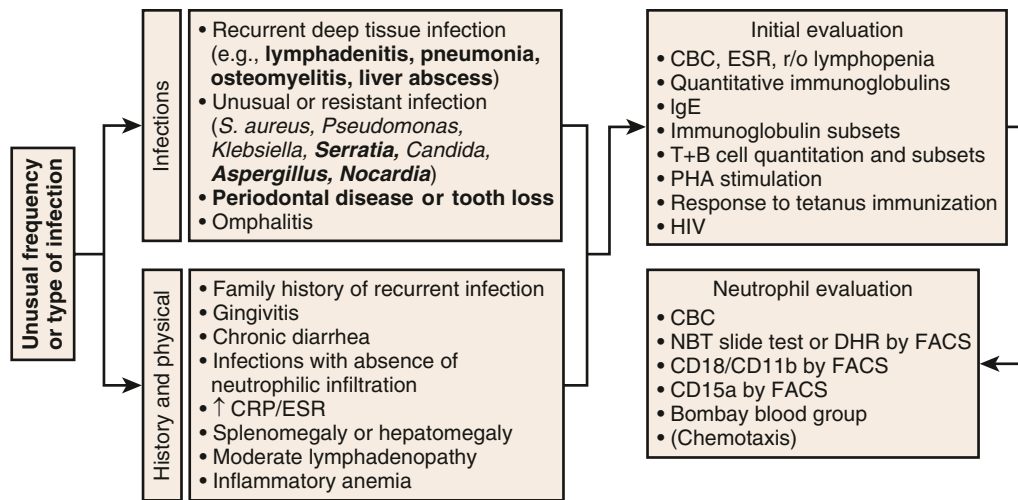 Unusual frequency
or type of infection
Infections
• Recurrent deep tissue infection
(e.g., lymphadenitis, pneumonia,
osteomyelitis, liver abscess)
• Unusual or resistant infection
(S. aureus, Pseudomonas,
Klebsiella, Serratia, Candida,
Aspergillus, Nocardia)
• Periodontal disease or tooth loss
• Omphalitis
History and physical
• Family history of recurrent infection
• Gingivitis
• Chronic diarrhea
• Infections with absence of
neutrophilic infiltration
• ↑ CRP/ESR
• Splenomegaly or hepatomegaly
• Moderate lymphadenopathy
• Inflammatory anemia
Initial evaluation
• CBC, ESR, r/o lymphopenia
• Quantitative immunoglobulins
• IgE
• Immunoglobulin subsets
• T+B cell quantitation and subsets
• PHA stimulation
• Response to tetanus immunization
• HIV
Neutrophil evaluation
• CBC
• NBT slide test or DHR by FACS
• CD18/CD11b by FACS
• CD15a by FACS
• Bombay blood group
• (Chemotaxis)